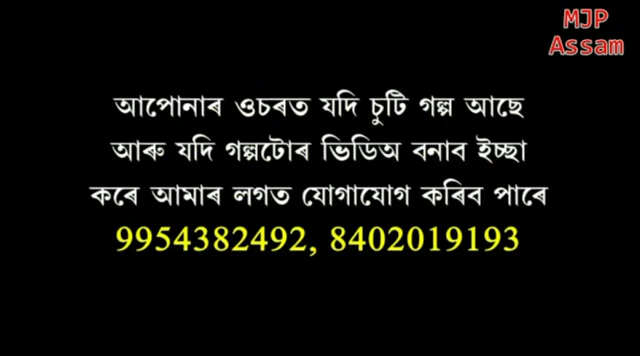 MJP
Assam
আপোনাৰ ওচৰত যদি চুটি গল্প আছে
আৰু যদি গল্পটোৰ ভিডিঅ বনাব ইচ্ছা
কৰে আমাৰ লগত যোগাযোগ কৰিব পাৰে
9954382492, 8402019193